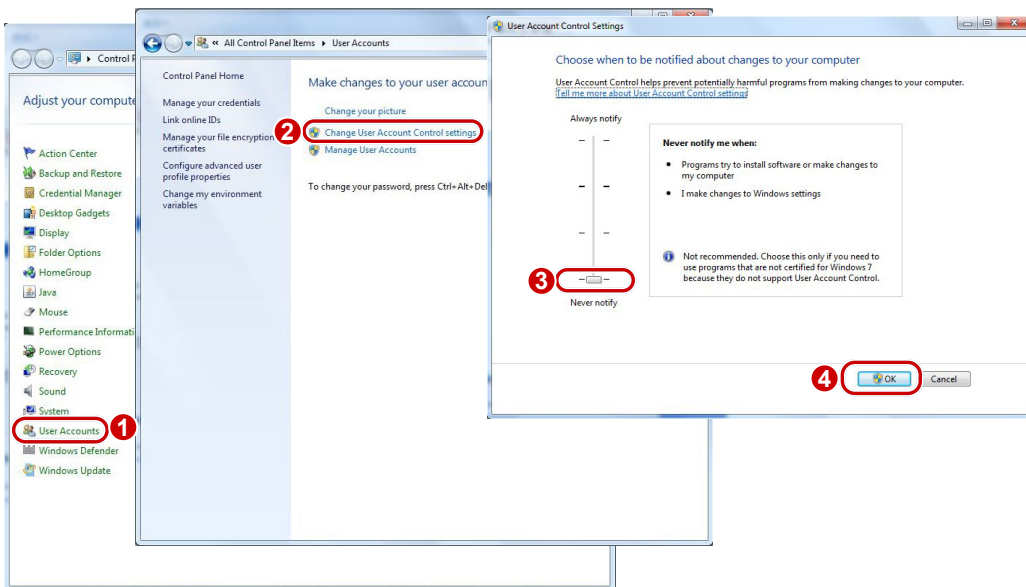 Control P
Adjust your compute
Action Center
Backup and Restore
Credential Manager
Desktop Gadgets
Display
Folder Options
HomeGroup
Java
Mouse
Performance Informati
Power Options
Recovery
Sound
System
User Accounts
1
Windows Defender
Windows Update
« All Control Panel Items User Accounts
Control Panel Home
Manage your credentials
Link online IDs
Manage your file encryption
certificates
Configure advanced user
profile properties
Change my environment
variables
Make changes to your user accoun
Change your picture
2
Change User Account Control settings
Manage User Accounts
To change your password, press Ctrl+Alt+Del
User Account Control Settings
Choose when to be notified about changes to your computer
User Account Control helps prevent potentially harmful programs from making changes to your computer.
Tell me more about User Account Control settings
Always notify
Never notify me when:
• Programs try to install software or make changes to
my computer
• I make changes to Windows settings
Not recommended. Choose this only if you need to
use programs that are not certified for Windows 7
because they do not support User Account Control.
3
Never notify
4
OK
Cancel